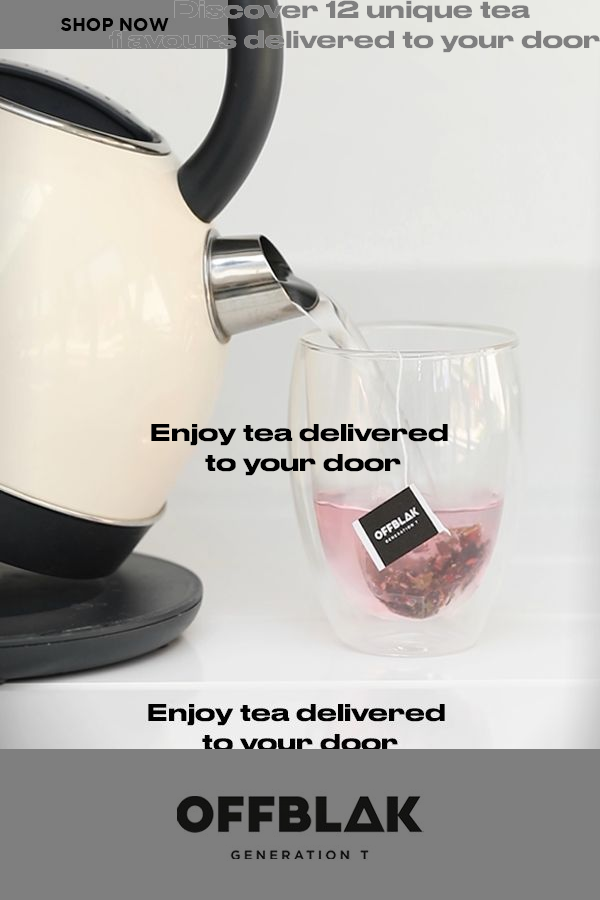 Discover 12 unique tea
SHOP NOW
flavours delivered to your door
Enjoy tea delivered
to your door
OFFBLAK
GENERATION T
Enjoy tea delivered
to your door
OFFBLAK
GENERATION T